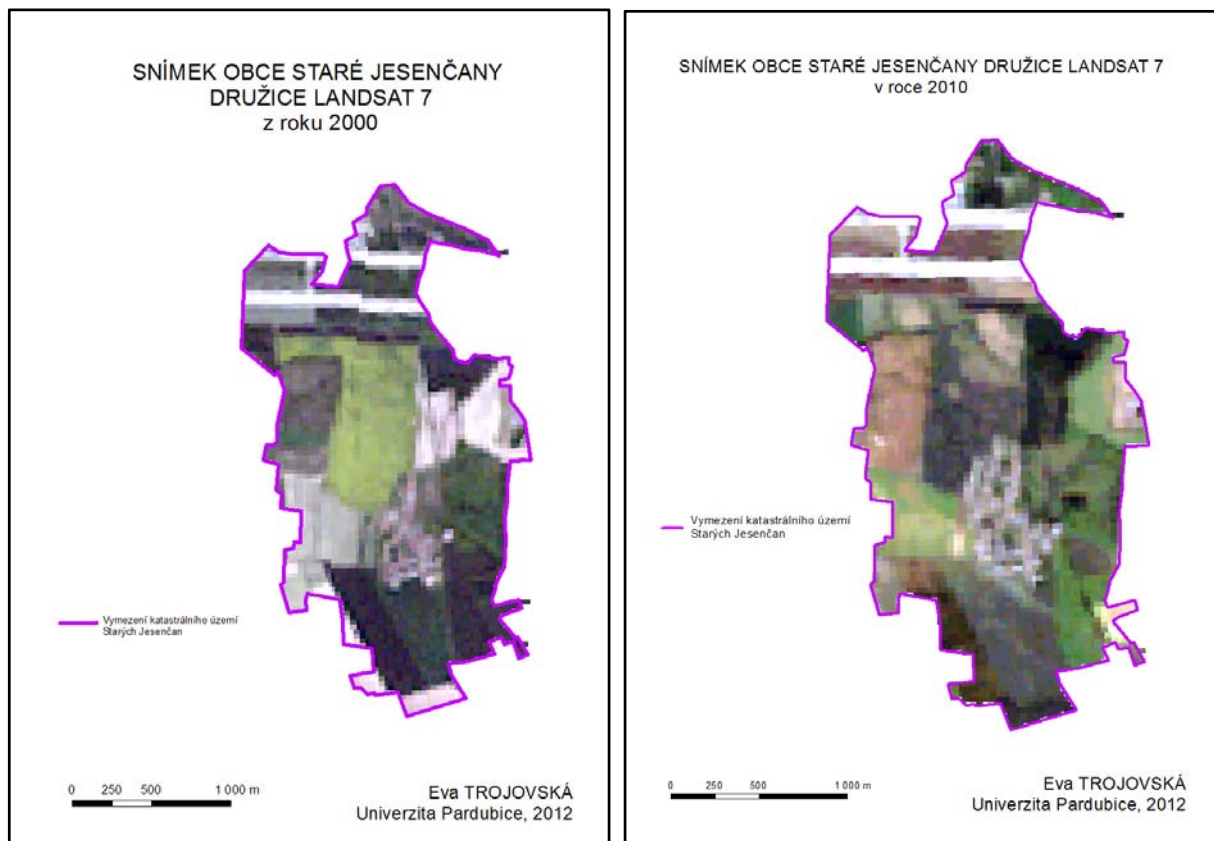 SNÍMEK OBCE STARÉ JESENČANY
DRUŽICE LANDSAT 7
z roku 2000
Vymezení katastrálního území
Starých Jesenčan
0 250 500 1 000 m
Eva TROJOVSKÁ
Univerzita Pardubice, 2012
SNÍMEK OBCE STARÉ JESENČANY DRUŽICE LANDSAT 7
v roce 2010
Vymezení katastrálního území
Starých Jesenčan
0 250 500 1 000 m
Eva TROJOVSKÁ
Univerzita Pardubice, 2012